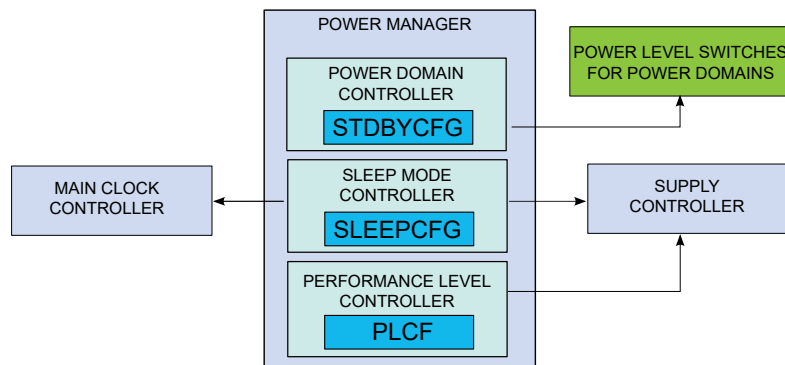 POWER MANAGER
POWER DOMAIN
CONTROLLER
STDBYCFG
POWER LEVEL SWITCHES
FOR POWER DOMAINS
MAIN CLOCK
CONTROLLER
SLEEP MODE
CONTROLLER
SLEEPCFG
SUPPLY
CONTROLLER
PERFORMANCE LEVEL
CONTROLLER
PLCF